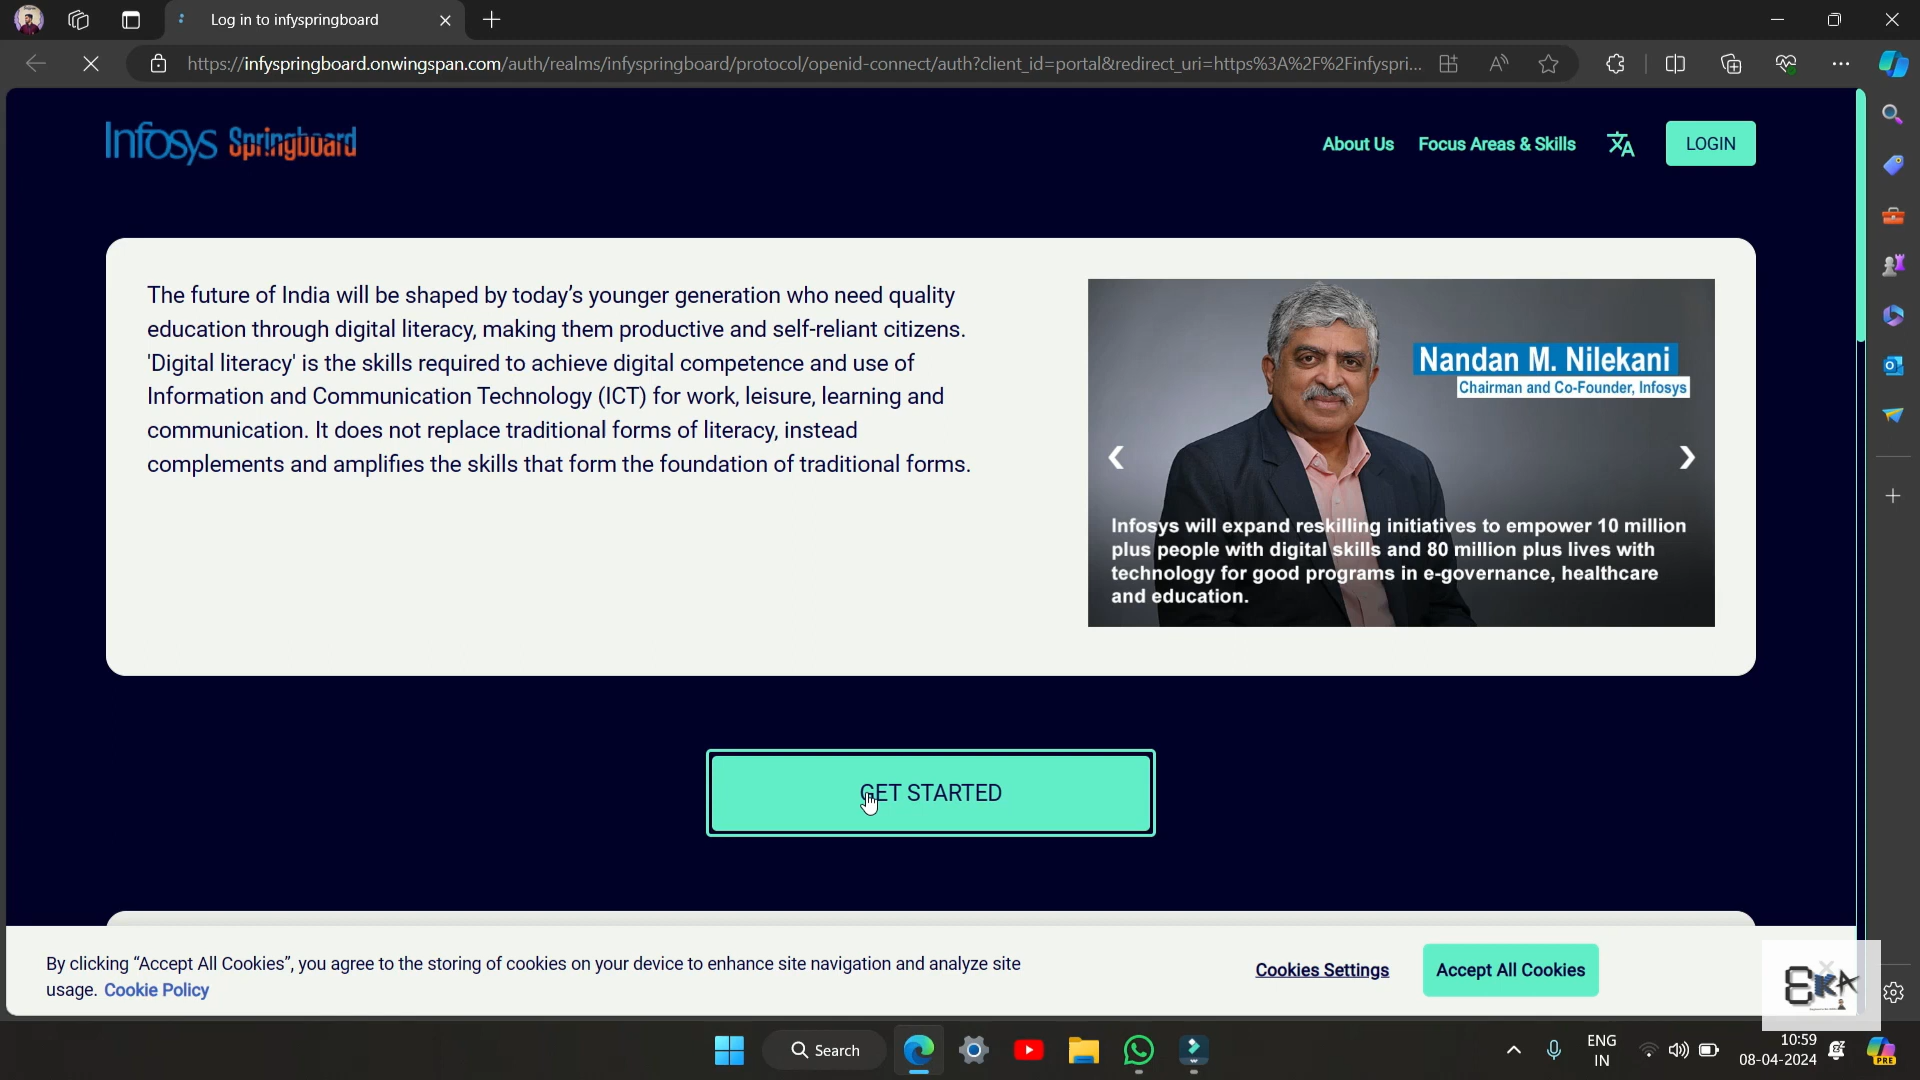 Log in to infyspringboard
https://infyspringboard.onwingspan.com/auth/realms/infyspringboard/protocol/openid-connect/auth?client_id=portal&redirect_uri=https%3A%2F%2Finfyspri...
Infosys Springboard
About Us
Focus Areas & Skills
LOGIN
The future of India will be shaped by today's younger generation who need quality
education through digital literacy, making them productive and self-reliant citizens.
'Digital literacy' is the skills required to achieve digital competence and use of
Information and Communication Technology (ICT) for work, leisure, learning and
communication. It does not replace traditional forms of literacy, instead
complements and amplifies the skills that form the foundation of traditional forms.
Nandan M. Nilekani
Chairman and Co-Founder, Infosys
Infosys will expand reskilling initiatives to empower 10 million
plus people with digital skills and 80 million plus lives with
technology for good programs in e-governance, healthcare
and education.
GET STARTED
By clicking “Accept All Cookies”, you agree to the storing of cookies on your device to enhance site navigation and analyze site
usage. Cookie Policy
Cookies Settings
Accept All Cookies
EKA
Search
ENG
IN
10:59
08-04-2024
PRE